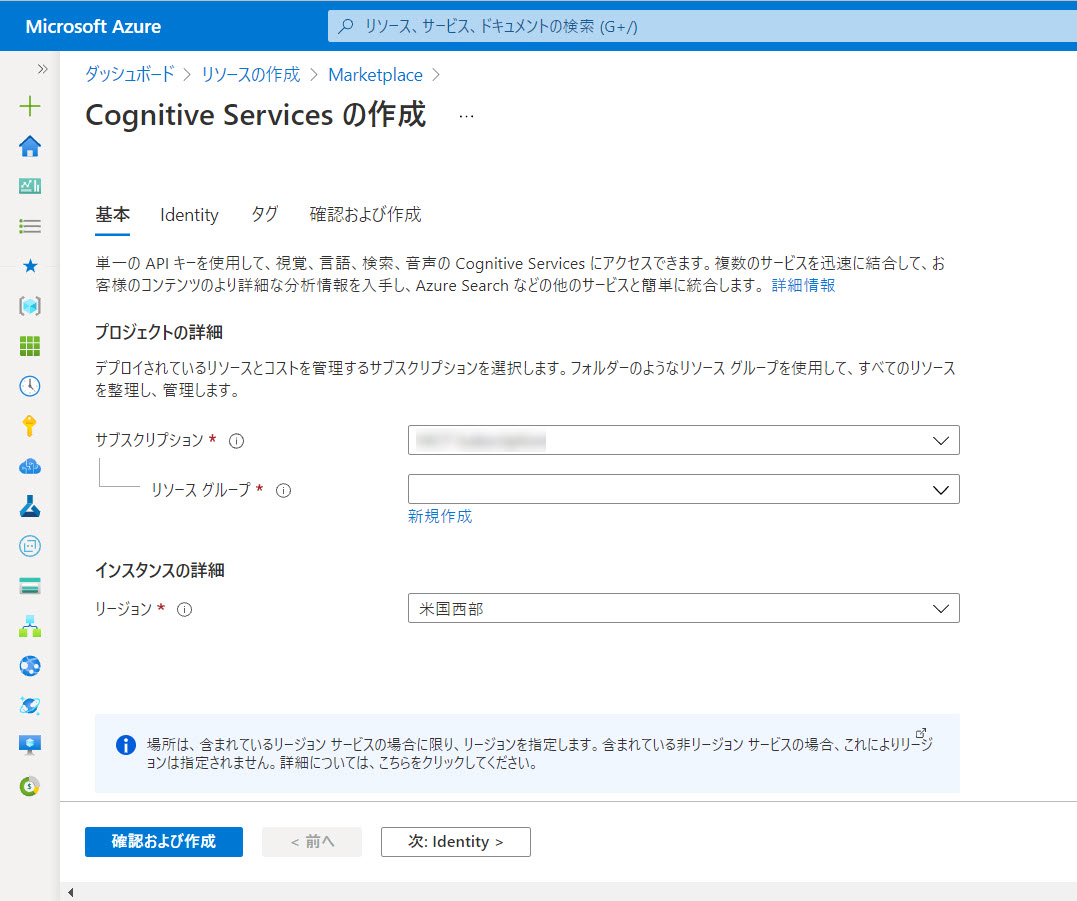 Microsoft Azure
リソース、サービス、ドキュメントの検索 (G+/)
ダッシュボード > リソースの作成 > Marketplace >
Cognitive Services の作成 ...
基本 Identity タグ 確認および作成
単一の API キーを使用して、視覚、言語、検索、音声の Cognitive Services にアクセスできます。複数のサービスを迅速に結合して、お
客様のコンテンツのより詳細な分析情報を入手し、Azure Search などの他のサービスと簡単に統合します。 詳細情報
プロジェクトの詳細
デプロイされているリソースとコストを管理するサブスクリプションを選択します。フォルダーのようなリソース グループを使用して、すべてのリソース
を整理し、管理します。
サブスクリプション *
リソース グループ *
新規作成
インスタンスの詳細
リージョン * 米国西部
場所は、含まれているリージョン サービスの場合に限り、リージョンを指定します。含まれている非リージョン サービスの場合、これによりリージ
ョンは指定されません。詳細については、こちらをクリックしてください。
確認および作成 < 前へ 次: Identity >